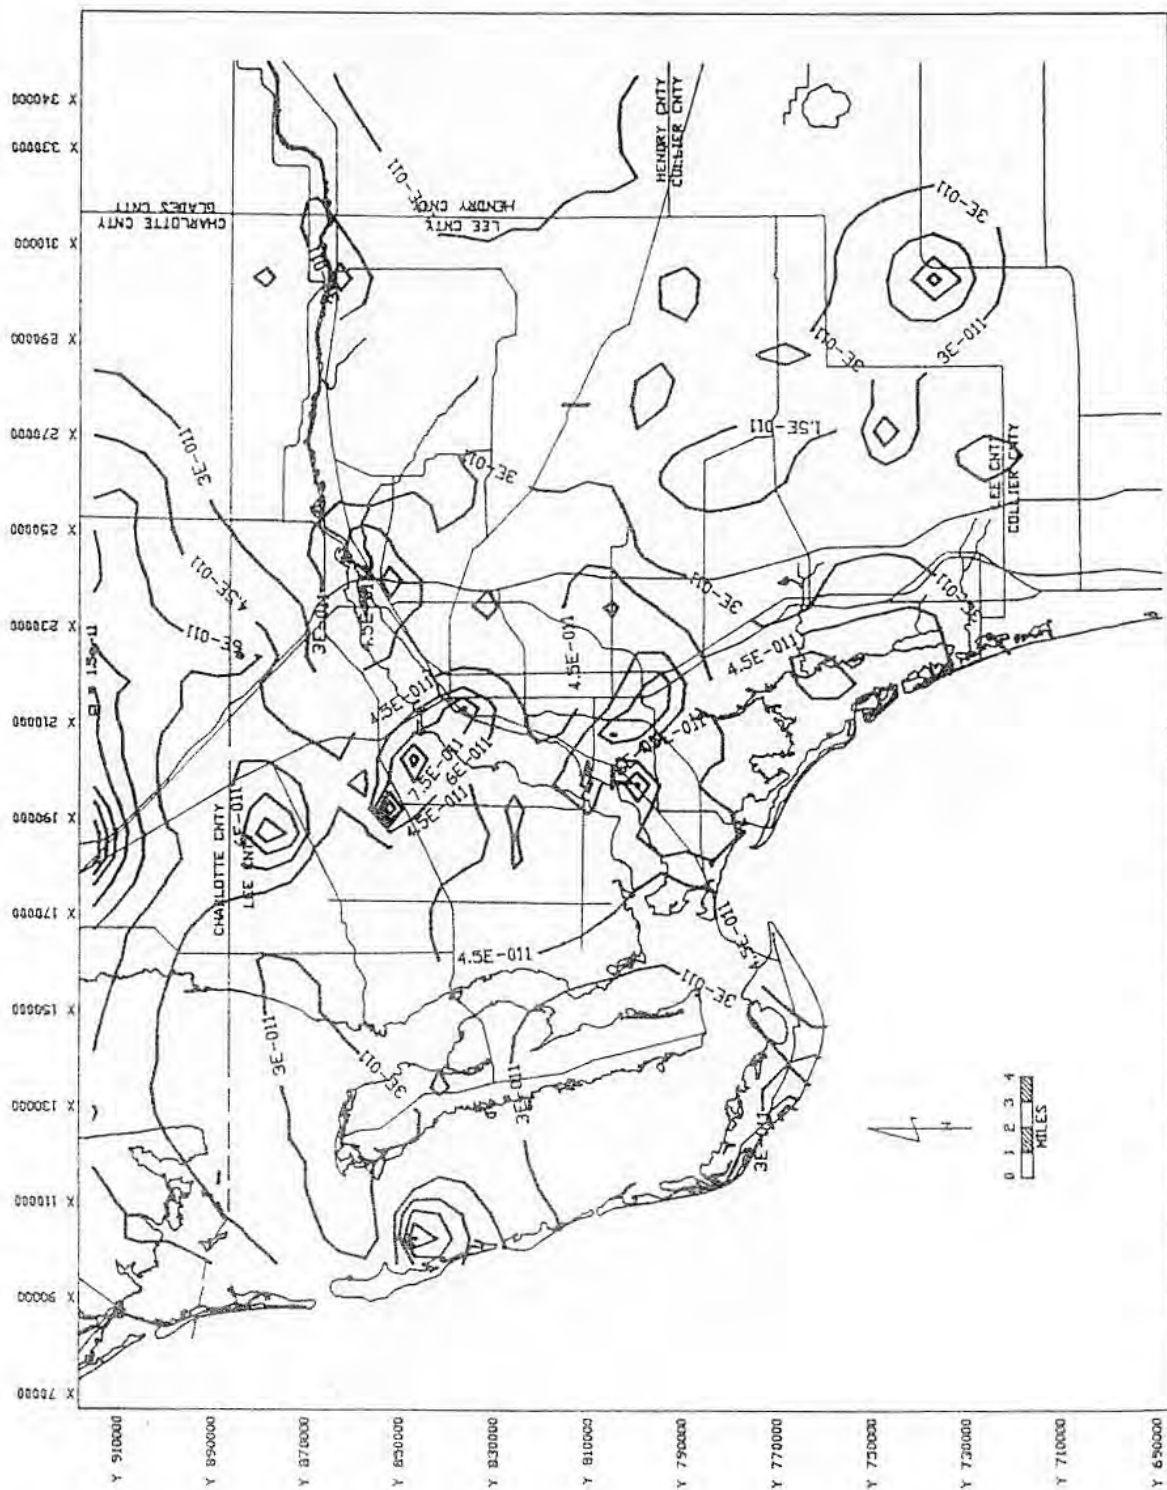 X 340000
X 330000
X 310000
X 290000
X 270000
X 250000
X 230000
X 210000
X 190000
X 170000
X 150000
X 130000
X 110000
X 90000
X 70000
Y 910000
Y 890000
Y 870000
Y 850000
Y 830000
Y 810000
Y 790000
Y 770000
Y 750000
Y 730000
Y 710000
Y 690000
CHARLOTTE CNTY
GLADES CNTY
LEE CNTY
HENDRY CNTY
HENDRY CNTY
COLLIER CNTY
LEE CNTY
COLLIER CNTY
CHARLOTTE CNTY
LEE CNTY
3E-011
3E-011
3E-011
3E-011
3E-011
1.5E-011
3E-011
4.5E-011
6E-011
3E-011
4.5E-011
3E-011
4.5E-011
4.5E-011
4.5E-011
7.5E-011
6E-011
4.5E-011
4.5E-011
3E-011
4.5E-011
3E-011
3E-011
3E-011
3E-011
N
0 1 2 3 4
MILES